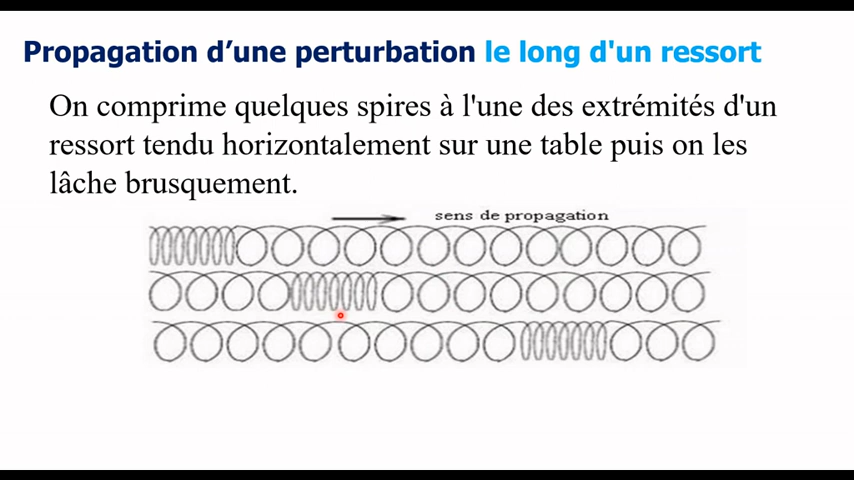 Propagation d’une perturbation le long d'un ressort
On comprime quelques spires à l'une des extrémités d'un
ressort tendu horizontalement sur une table puis on les
lâche brusquement.
sens de propagation